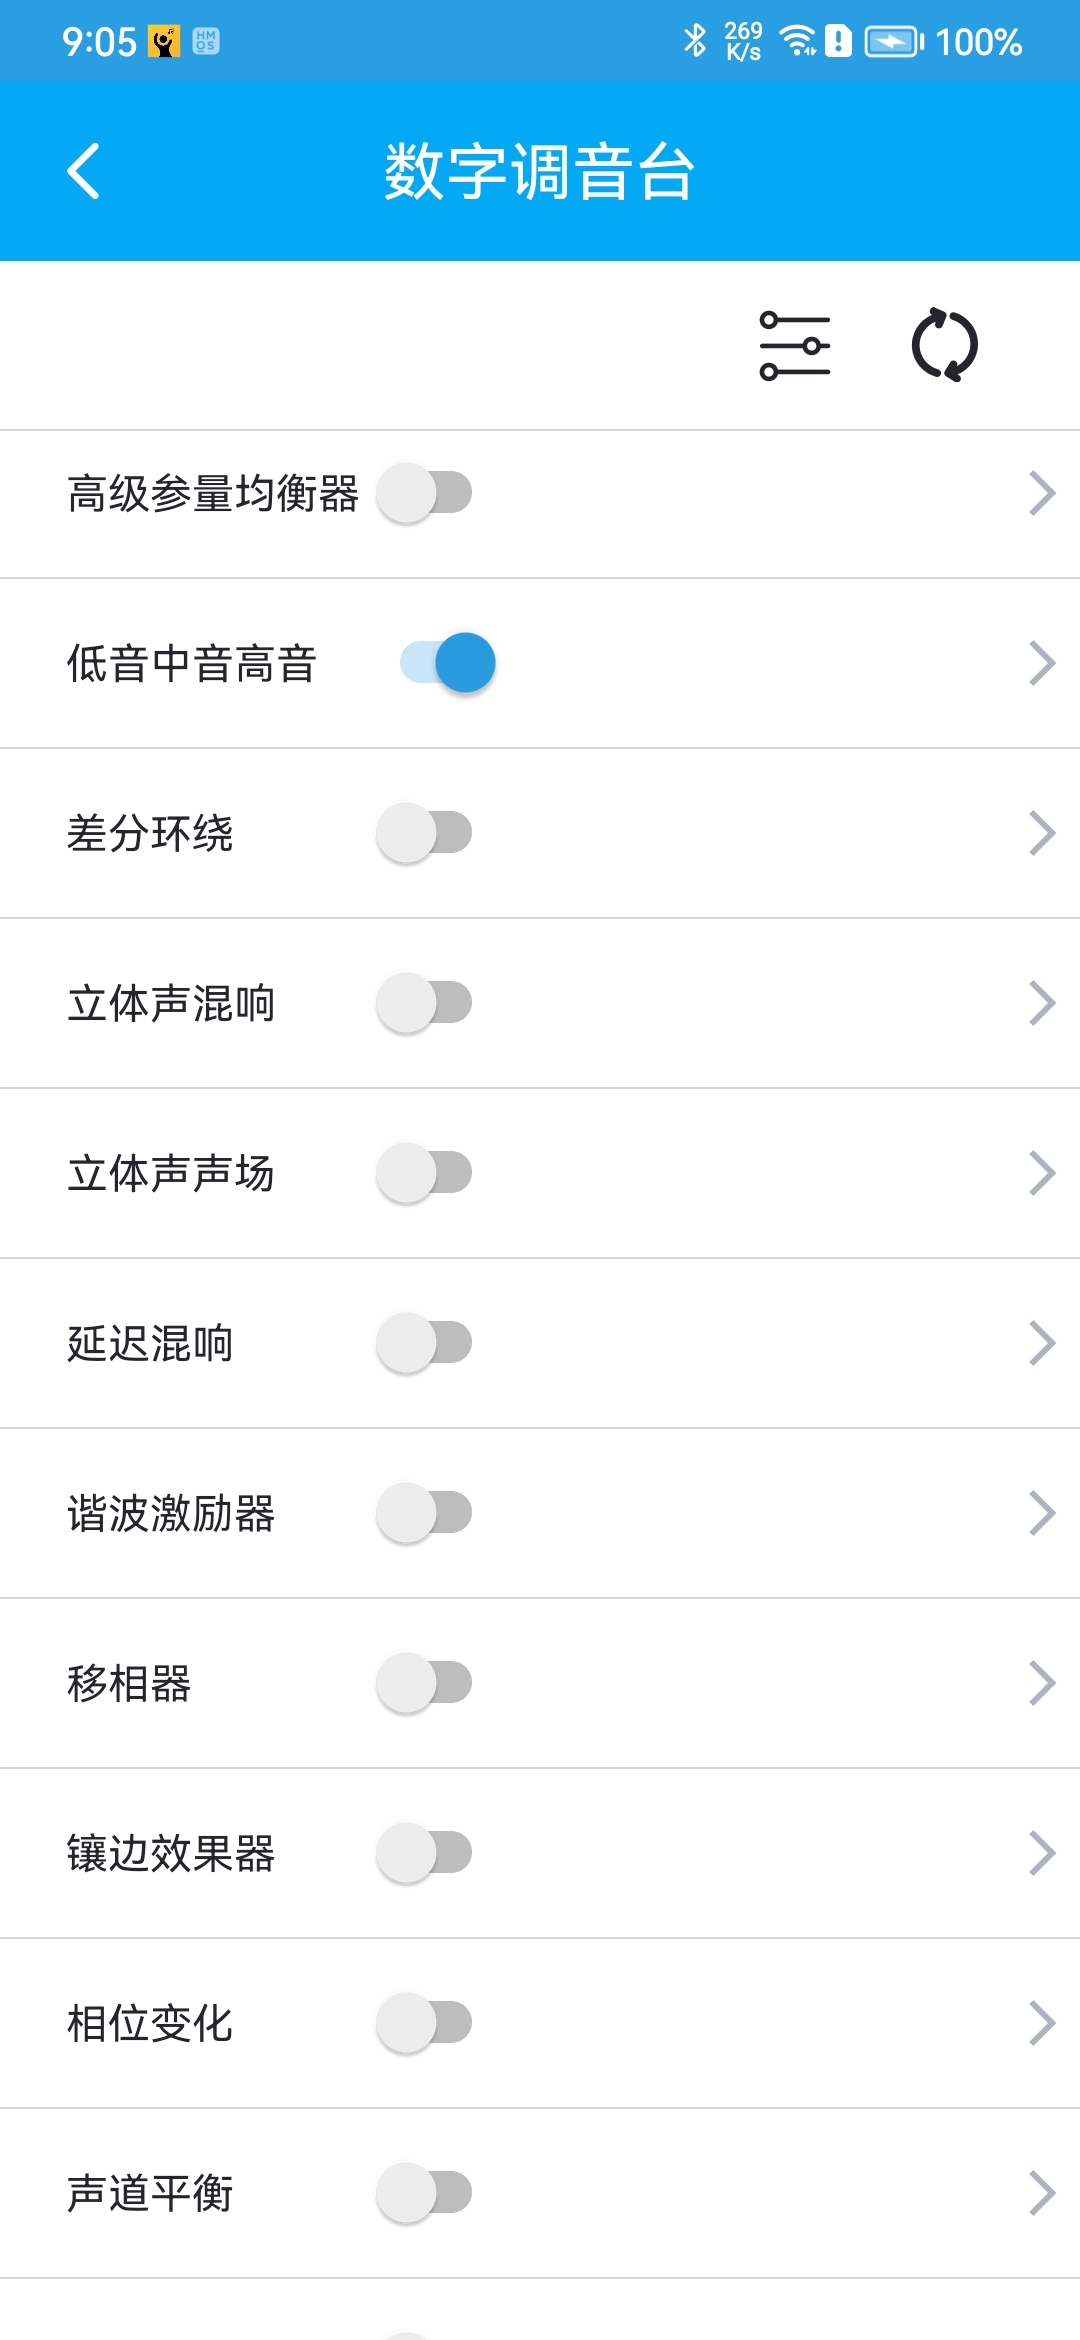 9:05
HM
OS
269
K/s
100%
数字调音台
高级参量均衡器
低音中音高音
差分环绕
立体声混响
立体声声场
延迟混响
谐波激励器
移相器
镶边效果器
相位变化
声道平衡